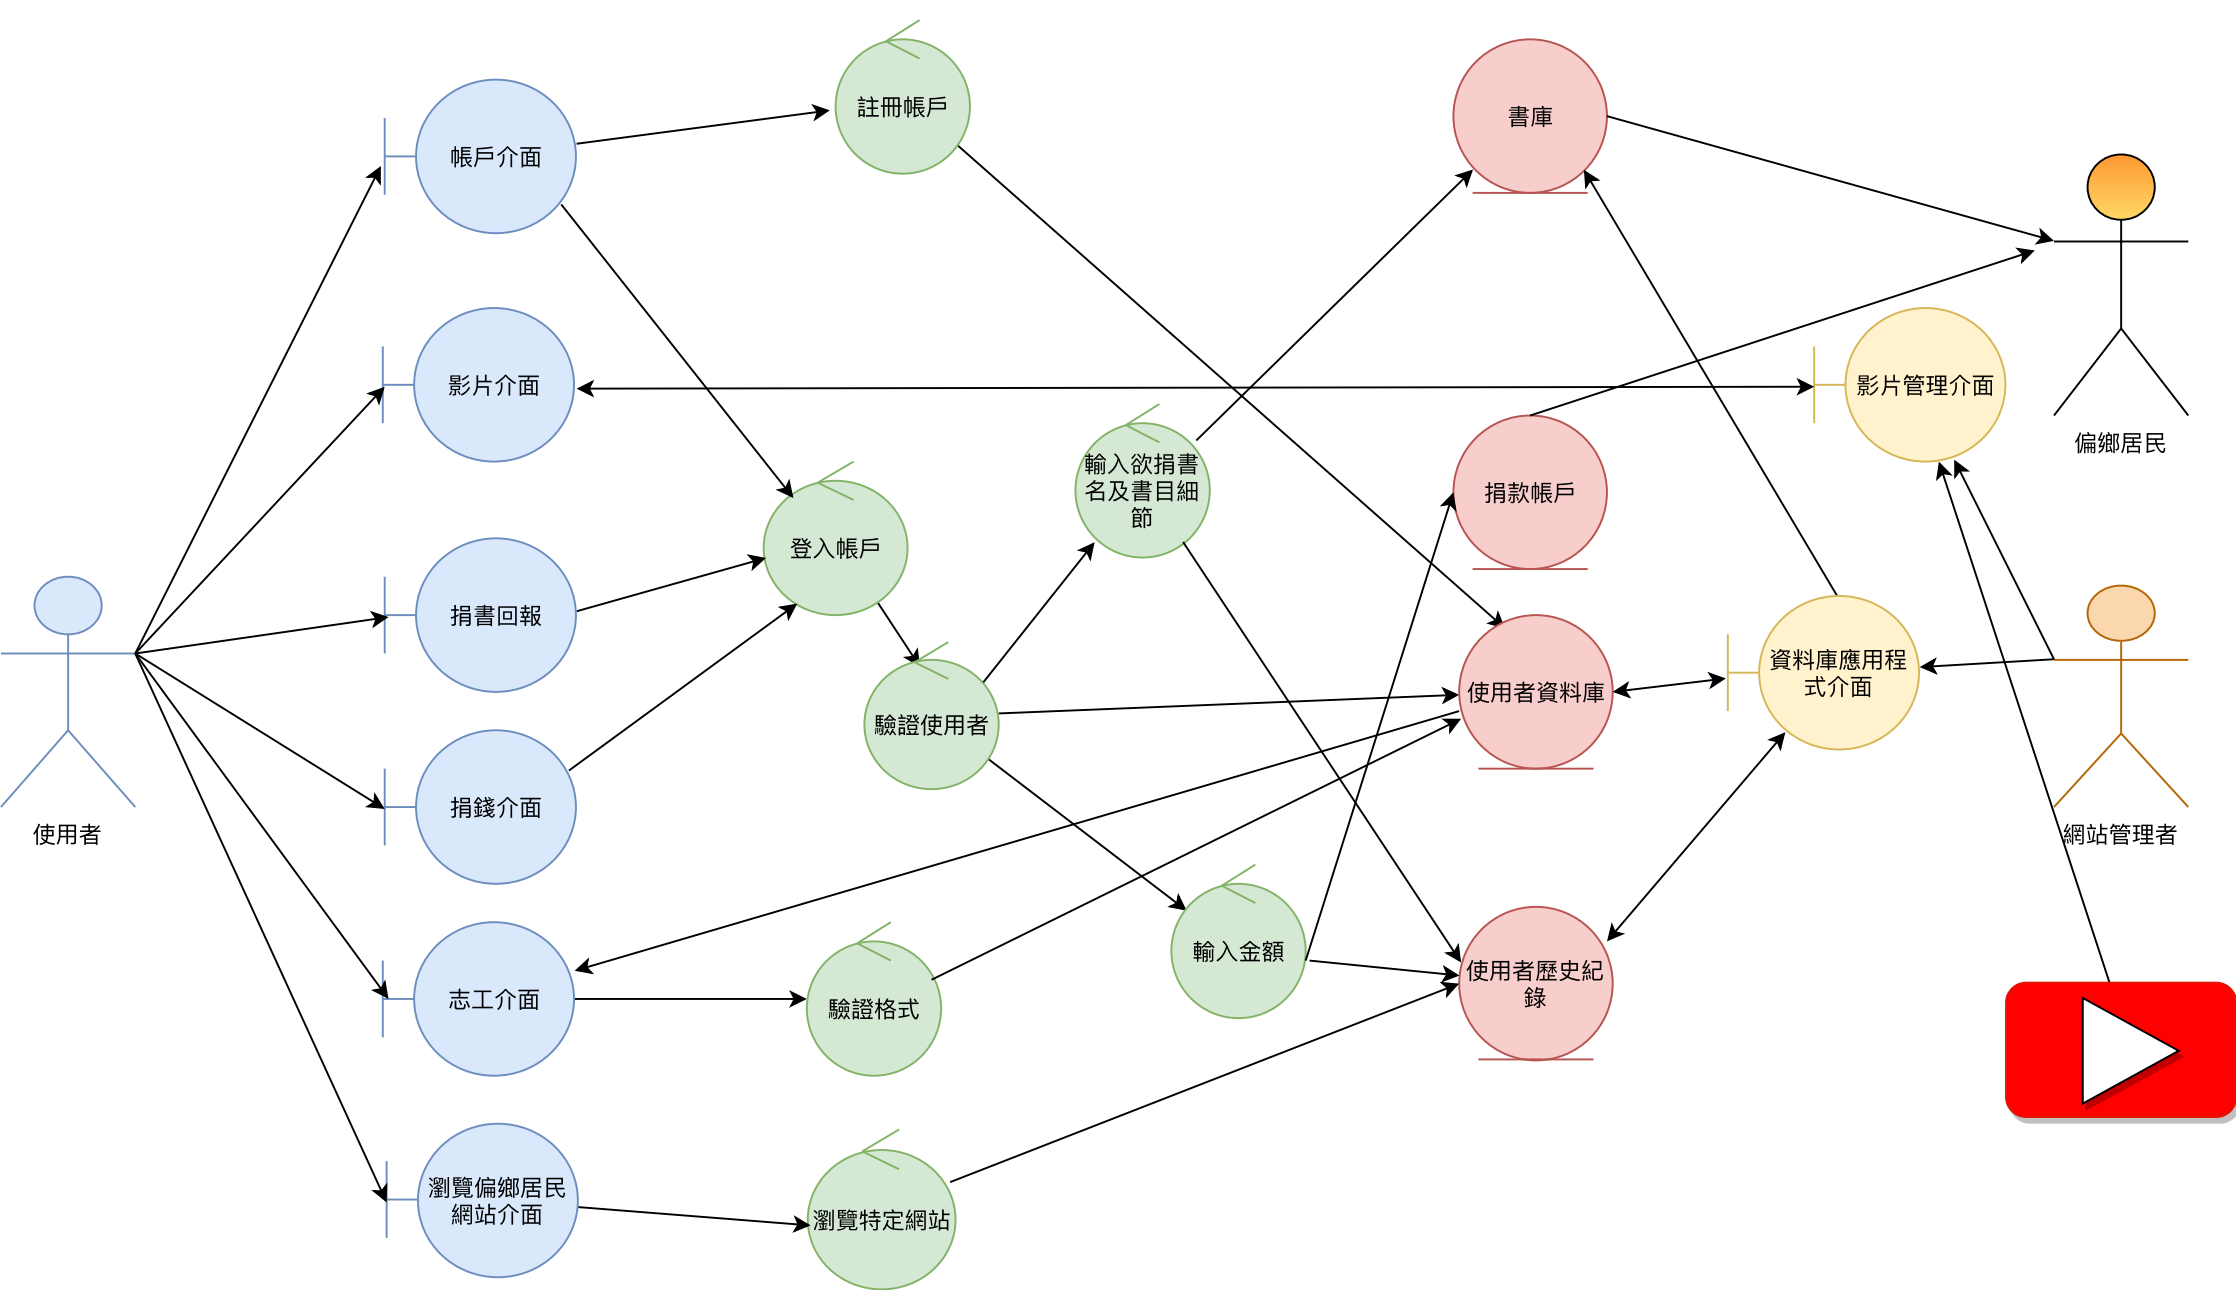 註冊帳戶
書庫
帳戶介面
影片介面
影片管理介面
偏鄉居民
輸入欲捐書
名及書目細
節
捐款帳戶
登入帳戶
捐書回報
資料庫應用程
式介面
使用者資料庫
驗證使用者
捐錢介面
使用者
網站管理者
輸入金額
使用者歷史紀
錄
志工介面
驗證格式
瀏覽偏鄉居民
網站介面
瀏覽特定網站